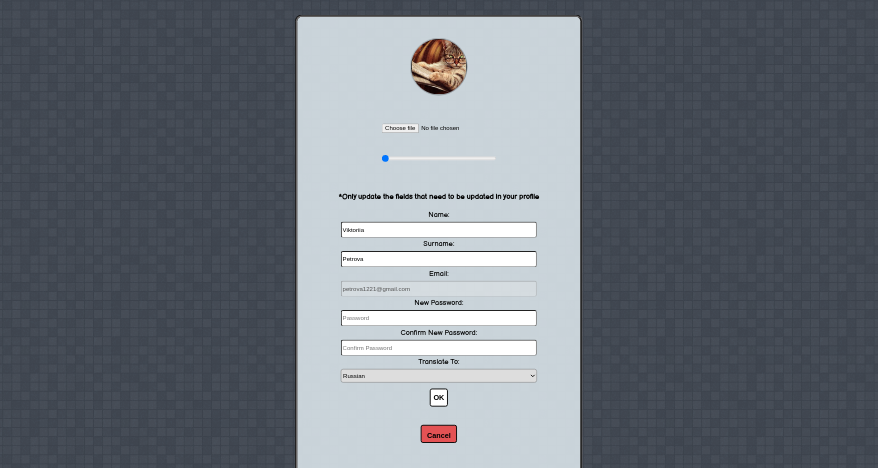 Choose file No file chosen
*Only update the fields that need to be updated in your profile
Name:
Viktoriia
Surname:
Petrova
Email:
petrova1221@gmail.com
New Password:
Password
Confirm New Password:
Confirm Password
Translate To:
Russian
OK
Cancel